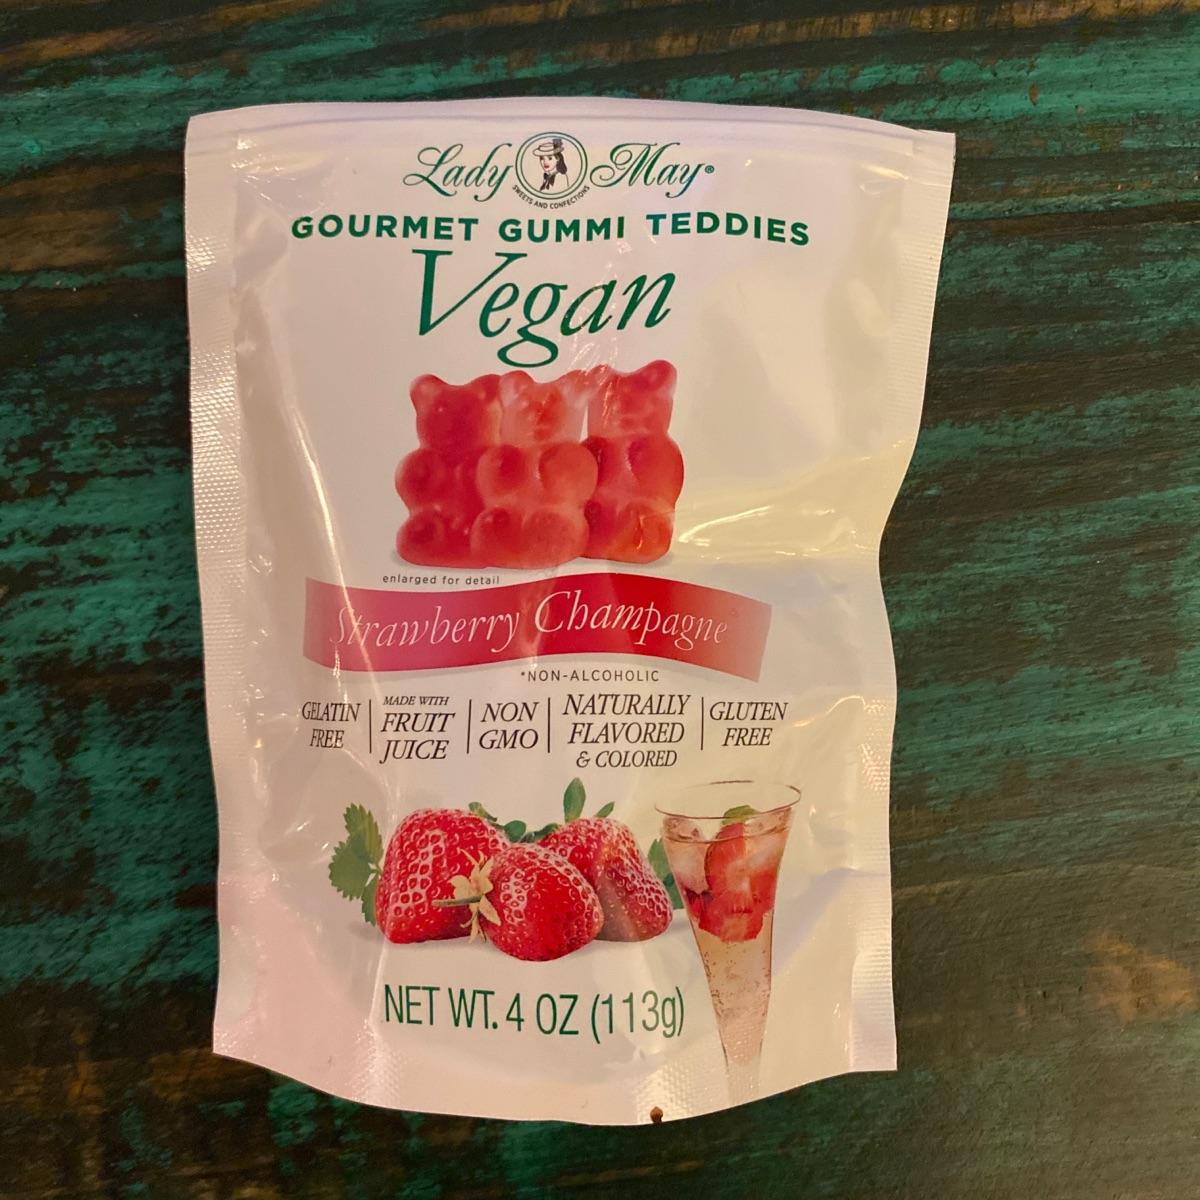 Lady May®
SWEETS AND CONFECTIONS
GOURMET GUMMI TEDDIES
Vegan
enlarged for detail
Strawberry Champagne
*NON-ALCOHOLIC
GELATIN
FREE
MADE WITH
FRUIT
JUICE
NON
GMO
NATURALLY
FLAVORED
& COLORED
GLUTEN
FREE
NET WT. 4 OZ (113g)